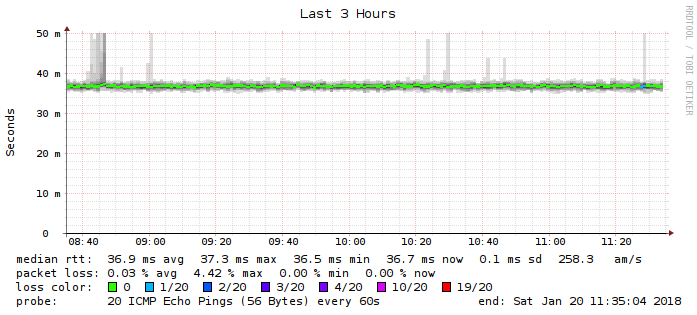 Last 3 Hours
RRDTOOL / TOBI OETIKER
Seconds
50 m
40 m
30 m
20 m
10 m
0
08:40 09:00 09:20 09:40 10:00 10:20 10:40 11:00 11:20
median rtt: 36.9 ms avg 37.3 ms max 36.5 ms min 36.7 ms now 0.1 ms sd 258.3 am/s
packet loss: 0.03 % avg 4.42 % max 0.00 % min 0.00 % now
loss color: 0 1/20 2/20 3/20 4/20 10/20 19/20
probe: 20 ICMP Echo Pings (56 Bytes) every 60s end: Sat Jan 20 11:35:04 2018